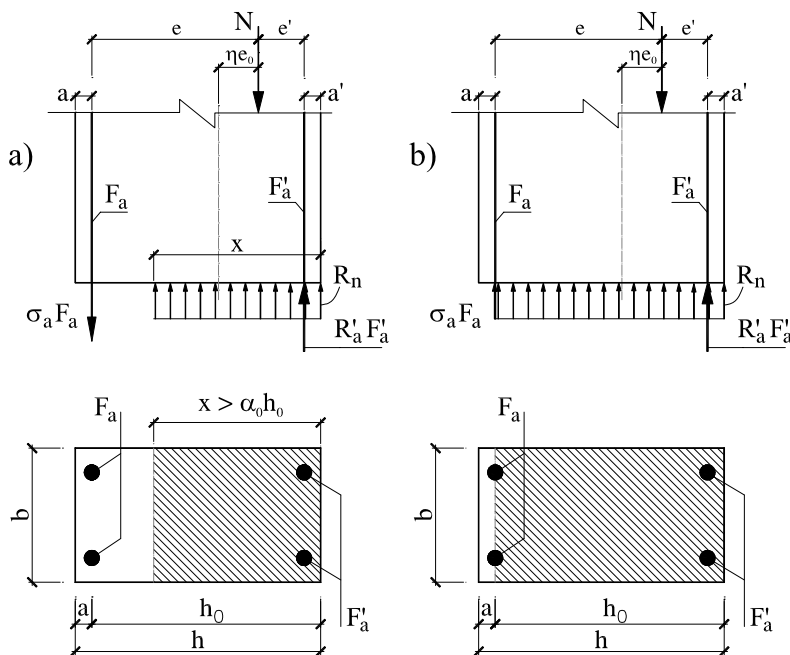 a)
e
N
e'
ηe₀
a
a'
Fₐ
F'ₐ
x
Rₙ
σₐFₐ
R'ₐF'ₐ
Fₐ
x > α₀h₀
b
a
h₀
h
F'ₐ
b)
e
N
e'
ηe₀
a
a'
Fₐ
F'ₐ
Rₙ
σₐFₐ
R'ₐF'ₐ
Fₐ
b
a
h₀
h
F'ₐ